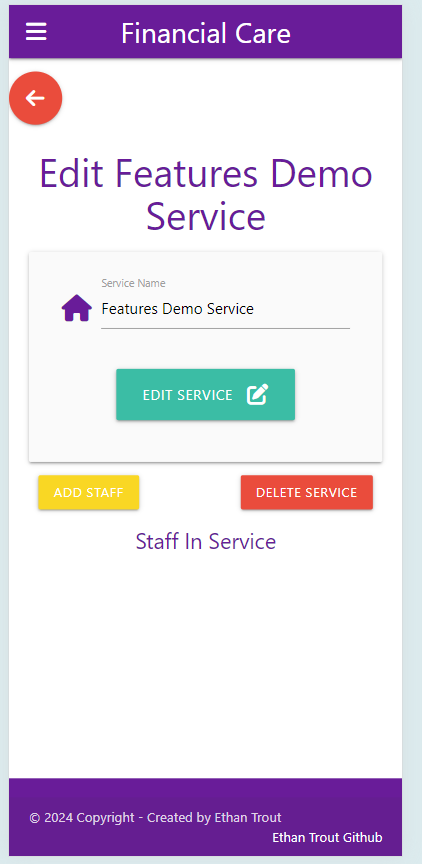 Financial Care
Edit Features Demo
Service
Service Name
Features Demo Service
EDIT SERVICE
ADD STAFF
DELETE SERVICE
Staff In Service
© 2024 Copyright - Created by Ethan Trout
Ethan Trout Github